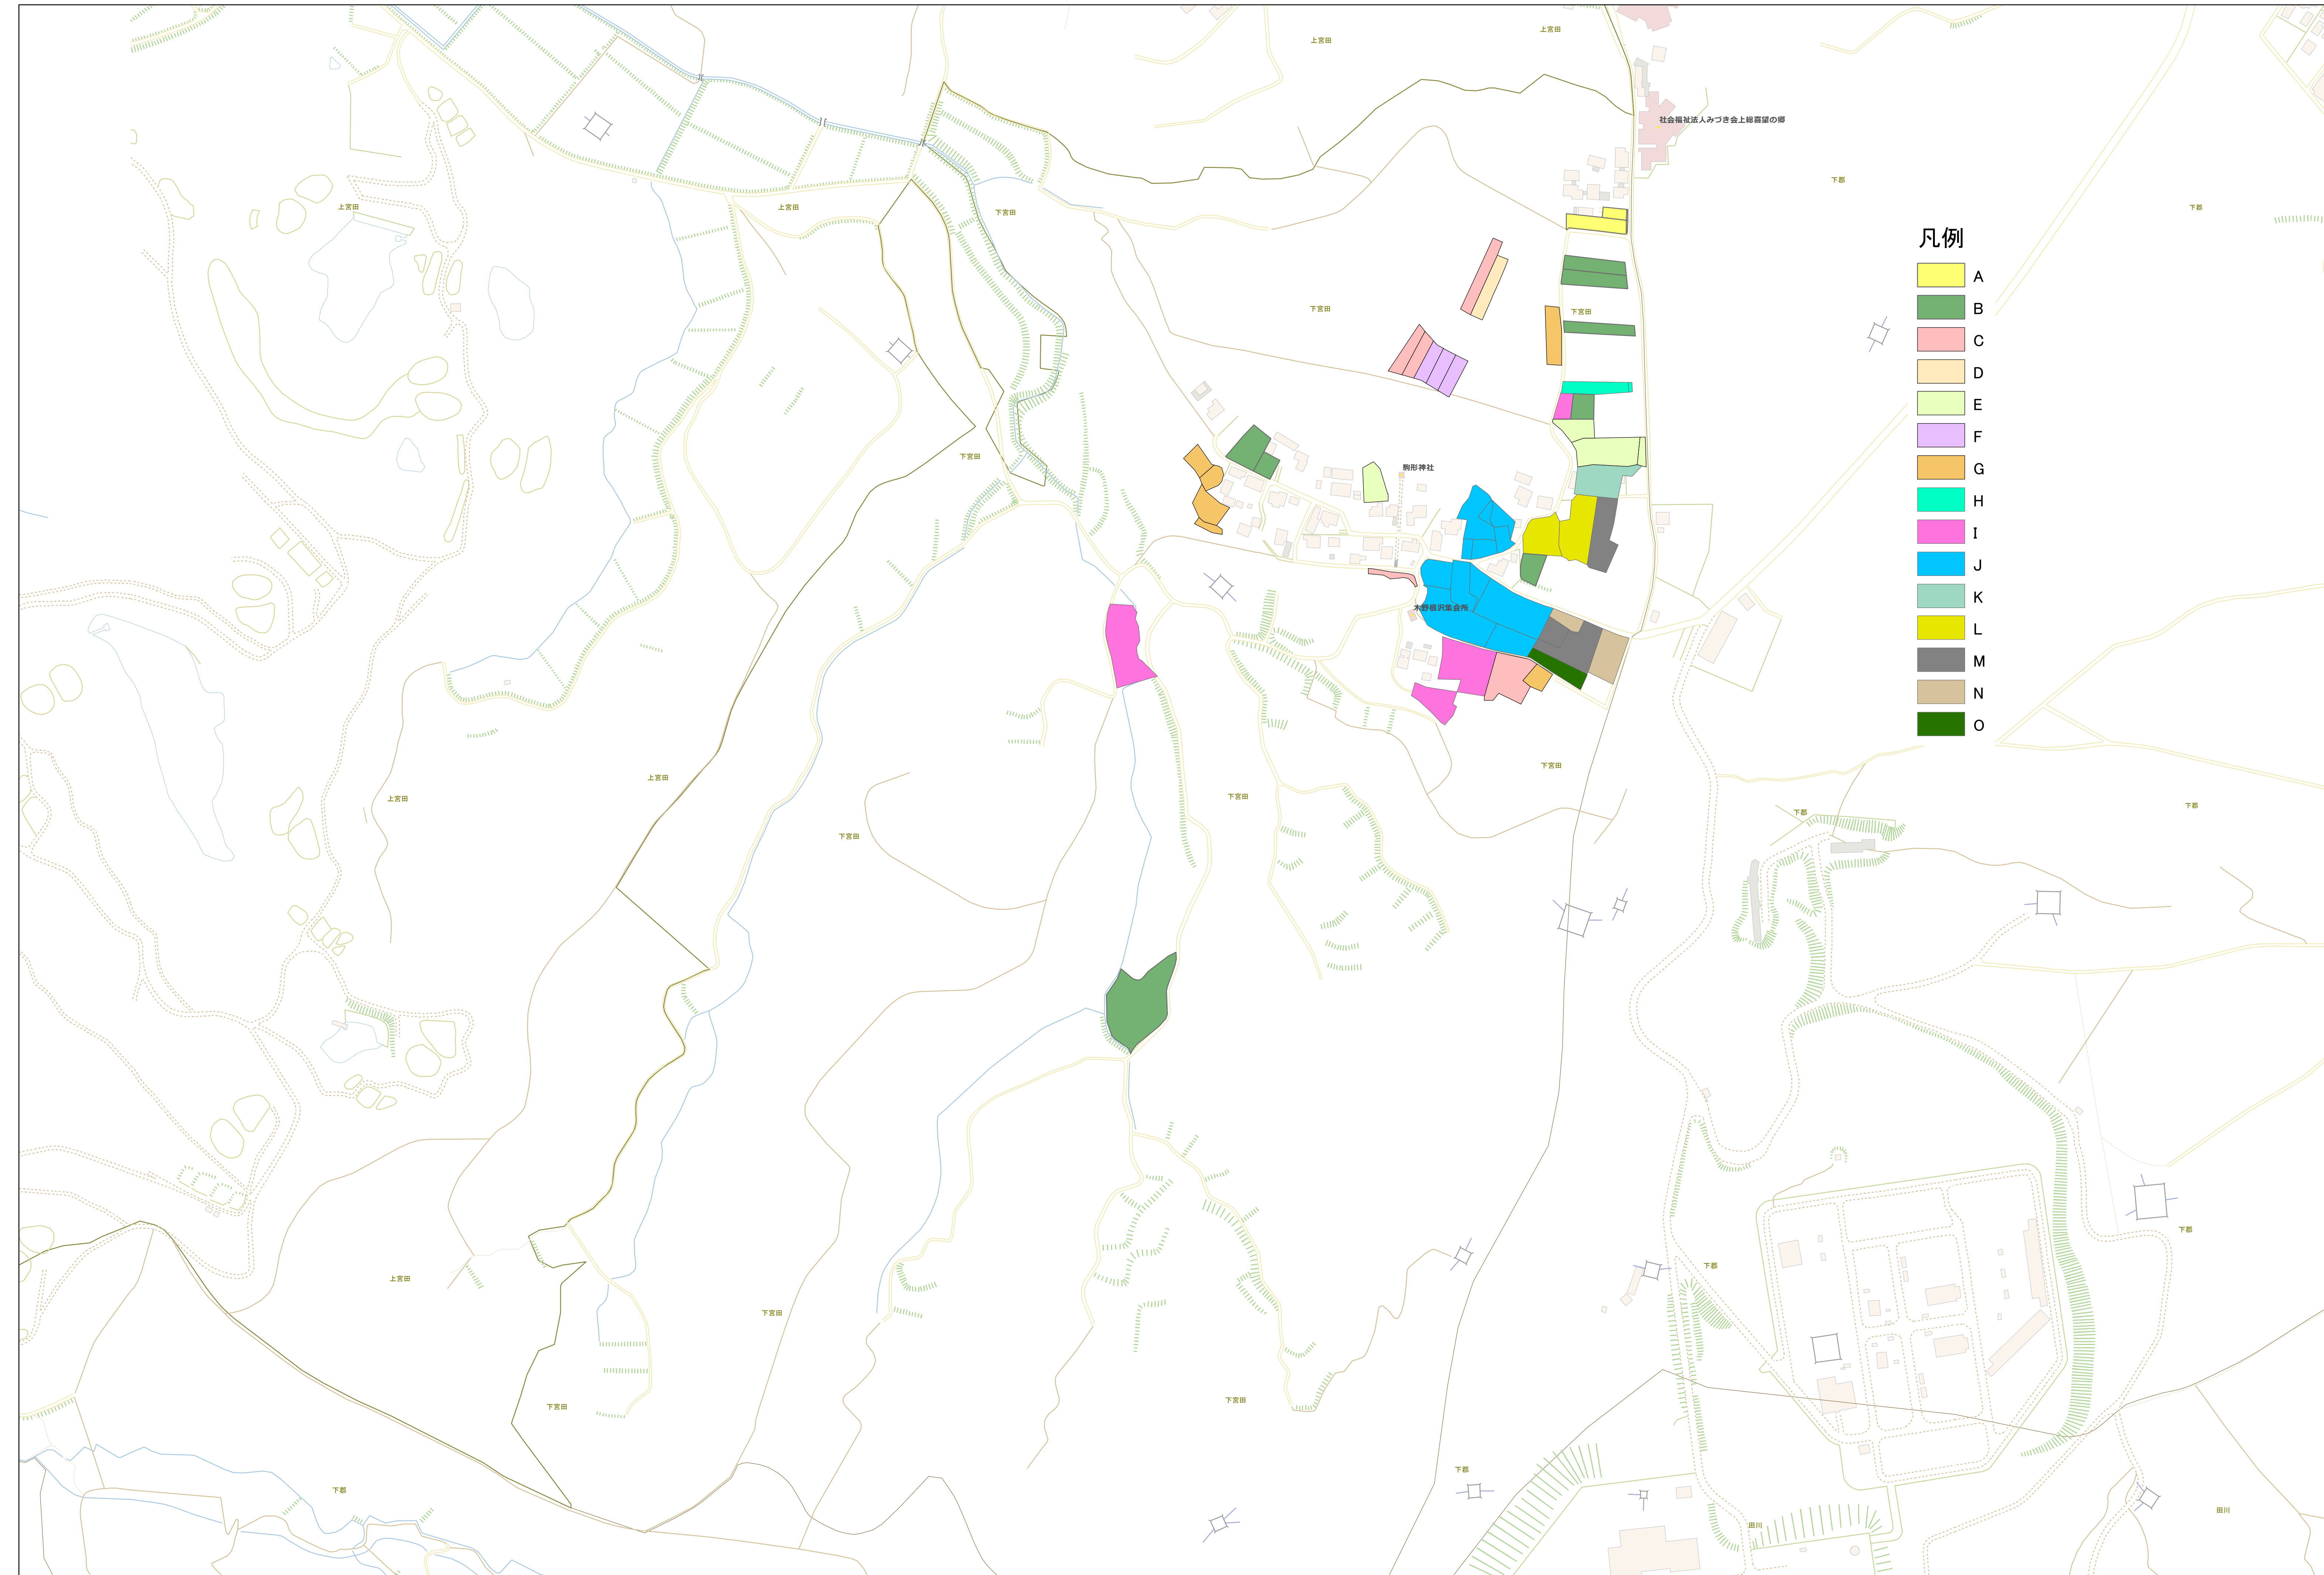 上宮田
上宮田
社会福祉法人みづき会上総喜望の郷
下郡
上宮田
上宮田
下宮田
下郡
凡例
A
B
C
D
E
F
G
H
I
J
K
L
M
N
O
下宮田
下宮田
下宮田
駒形神社
木野根沢集会所
下宮田
上宮田
上宮田
下宮田
下宮田
下郡
下郡
下郡
下郡
上宮田
下宮田
下宮田
下宮田
下郡
下郡
田川
田川